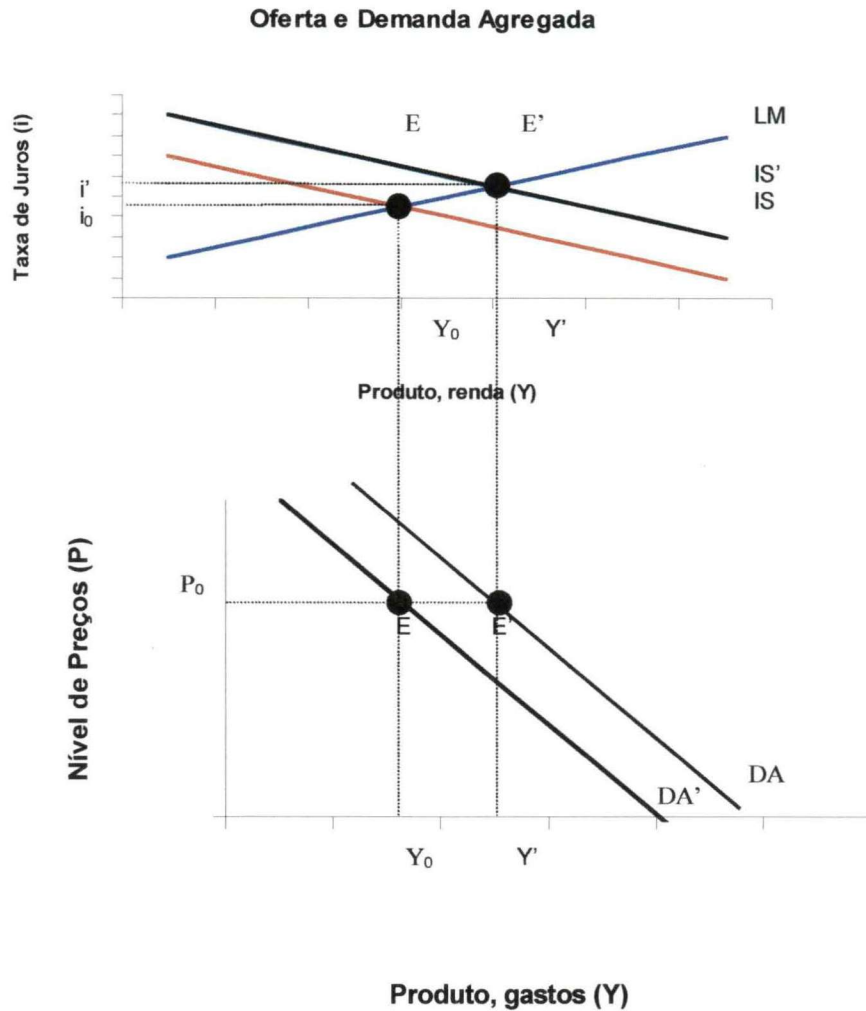 Oferta e Demanda Agregada
Taxa de Juros (i)
E E’ LM
i’ IS’
i₀ IS
Y₀ Y’
Produto, renda (Y)
Nível de Preços (P)
P₀
E E’
DA’ DA
Y₀ Y’
Produto, gastos (Y)